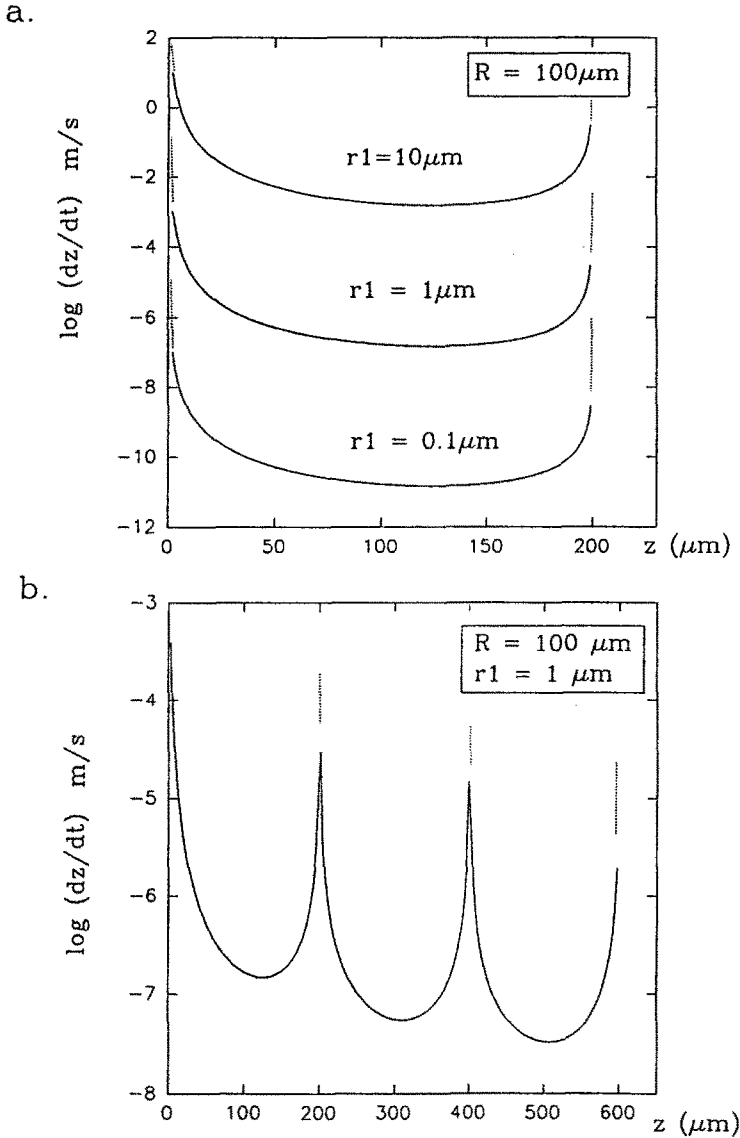 a.
2
0
−2
−4
−6
−8
−10
−12
log (dz/dt) m/s
R = 100μm
r1=10μm
r1 = 1μm
r1 = 0.1μm
0 50 100 150 200 z (μm)
b.
−3
−4
−5
−6
−7
−8
log (dz/dt) m/s
R = 100 μm
r1 = 1 μm
0 100 200 300 400 500 600 z (μm)